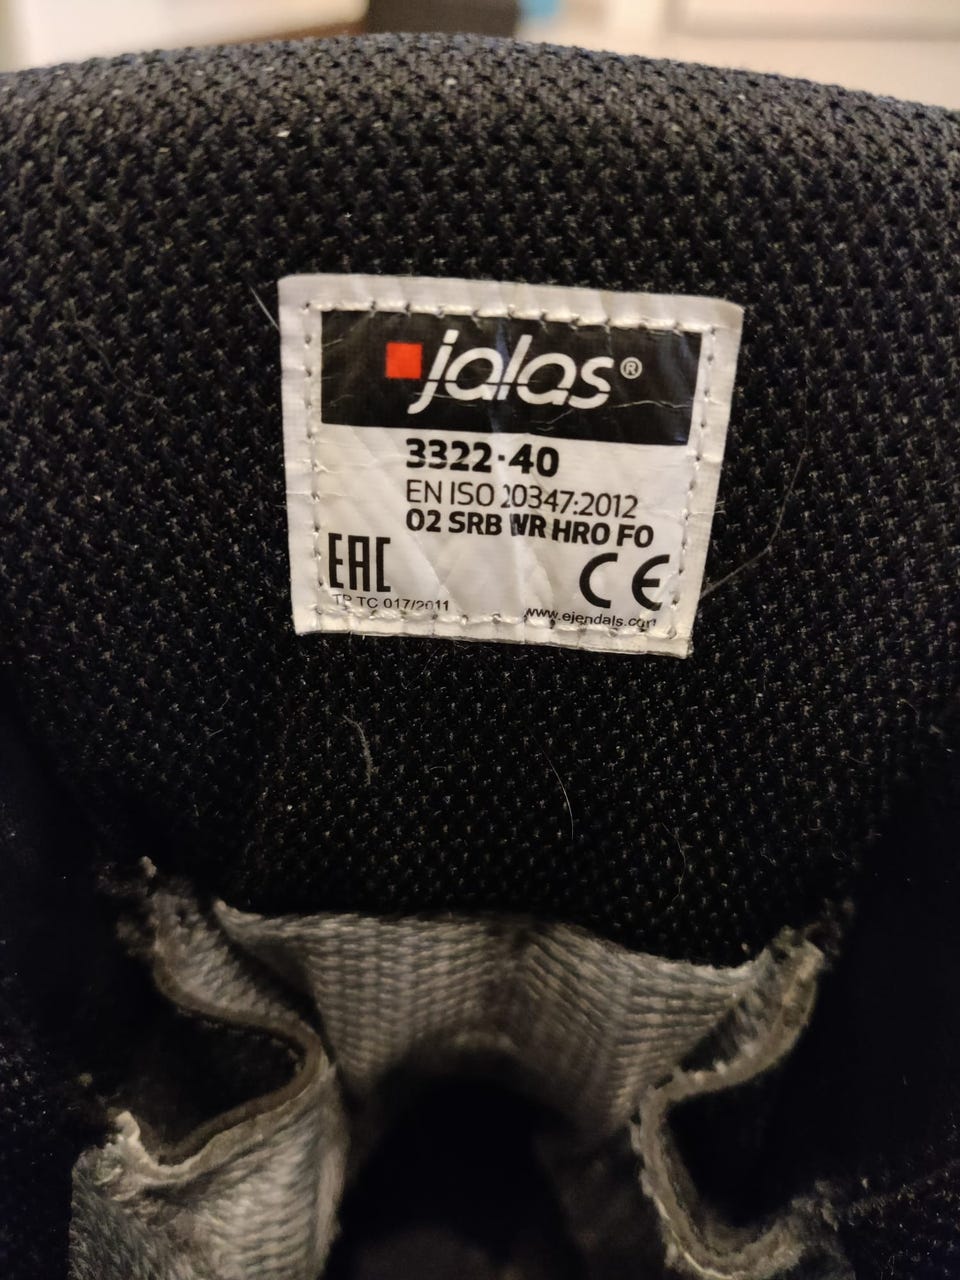 jalas®
3322-40
EN ISO 20347:2012
O2 SRB WR HRO FO
EAC
CE
TP TC 017/2011
www.ejendals.com